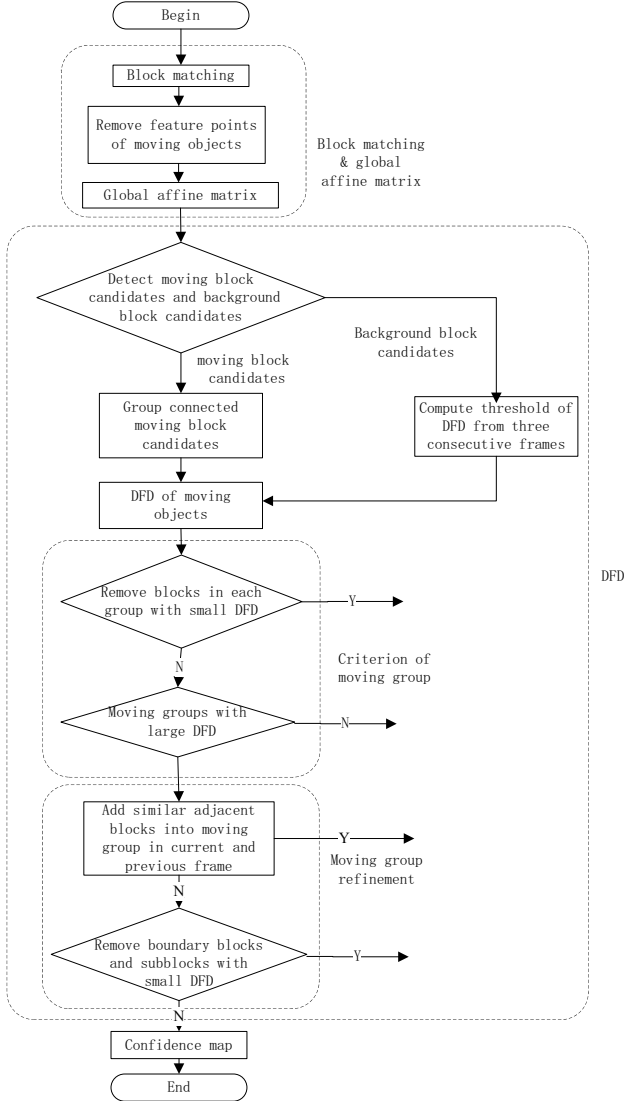 Begin
Block matching
Remove feature points
of moving objects
Global affine matrix
Block matching
& global
affine matrix
Detect moving block
candidates and background
block candidates
moving block
candidates
Background block
candidates
Group connected
moving block
candidates
Compute threshold of
DFD from three
consecutive frames
DFD of moving
objects
Remove blocks in each
group with small DFD
Y
N
Criterion of
moving group
Moving groups with
large DFD
N
DFD
Add similar adjacent
blocks into moving
group in current and
previous frame
Y
Moving group
refinement
N
Remove boundary blocks
and subblocks with
small DFD
Y
N
Confidence map
End